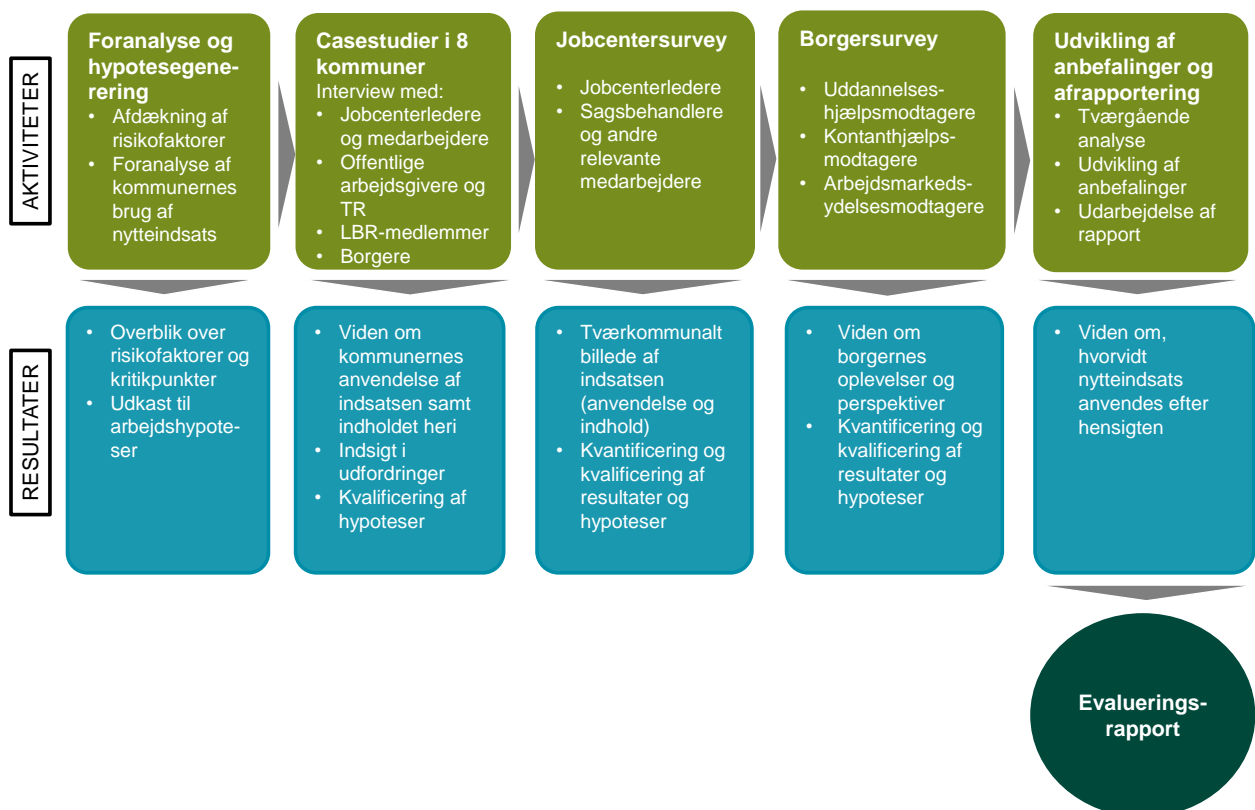 AKTIVITETER
Foranalyse og
hypotesegene-
rering
• Afdækning af
risikofaktorer
• Foranalyse af
kommunernes
brug af
nytteindsats
Casestudier i 8
kommuner
Interview med:
• Jobcenterledere
og medarbejdere
• Offentlige
arbejdsgivere og
TR
• LBR-medlemmer
• Borgere
Jobcentersurvey
• Jobcenterledere
• Sagsbehandlere
og andre
relevante
medarbejdere
Borgersurvey
• Uddannelses-
hjælpsmodtagere
• Kontanthjælps-
modtagere
• Arbejdsmarkeds-
ydelsesmodtagere
Udvikling af
anbefalinger og
afrapportering
• Tværgående
analyse
• Udvikling af
anbefalinger
• Udarbejdelse af
rapport
RESULTATER
• Overblik over
risikofaktorer og
kritikpunkter
• Udkast til
arbejdshypote-
ser
• Viden om
kommunernes
anvendelse af
indsatsen samt
indholdet heri
• Indsigt i
udfordringer
• Kvalificering af
hypoteser
• Tværkommunalt
billede af
indsatsen
(anvendelse og
indhold)
• Kvantificering og
kvalificering af
resultater og
hypoteser
• Viden om
borgernes
oplevelser og
perspektiver
• Kvantificering og
kvalificering af
resultater og
hypoteser
• Viden om,
hvorvidt
nytteindsats
anvendes efter
hensigten
Evaluerings-
rapport